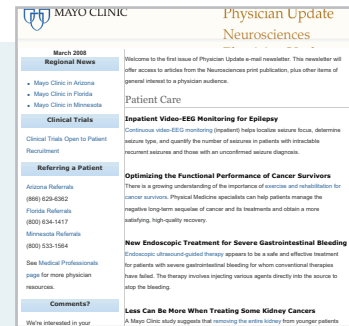 MAYO CLINIC
Physician Update
Neurosciences
March 2008
Regional News
Mayo Clinic in Arizona
Mayo Clinic in Florida
Mayo Clinic in Minnesota
Clinical Trials
Clinical Trials Open to Patient
Recruitment
Referring a Patient
Arizona Referrals
(866) 629-6362
Florida Referrals
(800) 634-1417
Minnesota Referrals
(800) 533-1564
See Medical Professionals
page for more physician
resources.
Comments?
We're interested in your
Welcome to the first issue of Physician Update e-mail newsletter. This newsletter will
offer access to articles from the Neurosciences print publication, plus other items of
general interest to a physician audience.
Patient Care
Inpatient Video-EEG Monitoring for Epilepsy
Continuous video-EEG monitoring (inpatient) helps localize seizure focus, determine
seizure type, and quantify the number of seizures in patients with intractable
recurrent seizures and those with an unconfirmed seizure diagnosis.
Optimizing the Functional Performance of Cancer Survivors
There is a growing understanding of the importance of exercise and rehabilitation for
cancer survivors. Physical Medicine specialists can help patients manage the
negative long-term sequelae of cancer and its treatments and obtain a more
satisfying, high-quality recovery.
New Endoscopic Treatment for Severe Gastrointestinal Bleeding
Endoscopic ultrasound-guided therapy appears to be a safe and effective treatment
for patients with severe gastrointestinal bleeding for whom conventional therapies
have failed. The therapy involves injecting various agents directly into the source to
stop the bleeding.
Less Can Be More When Treating Some Kidney Cancers
A Mayo Clinic study suggests that removing the entire kidney from younger patients